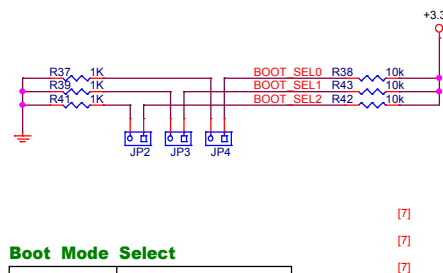 +3.3
R37 1K BOOT_SEL0 R38 10k
R39 1K BOOT_SEL1 R43 10k
R41 1K BOOT_SEL2 R42 10k
JP2 JP3 JP4
[7]
[7]
Boot Mode Select
[7]